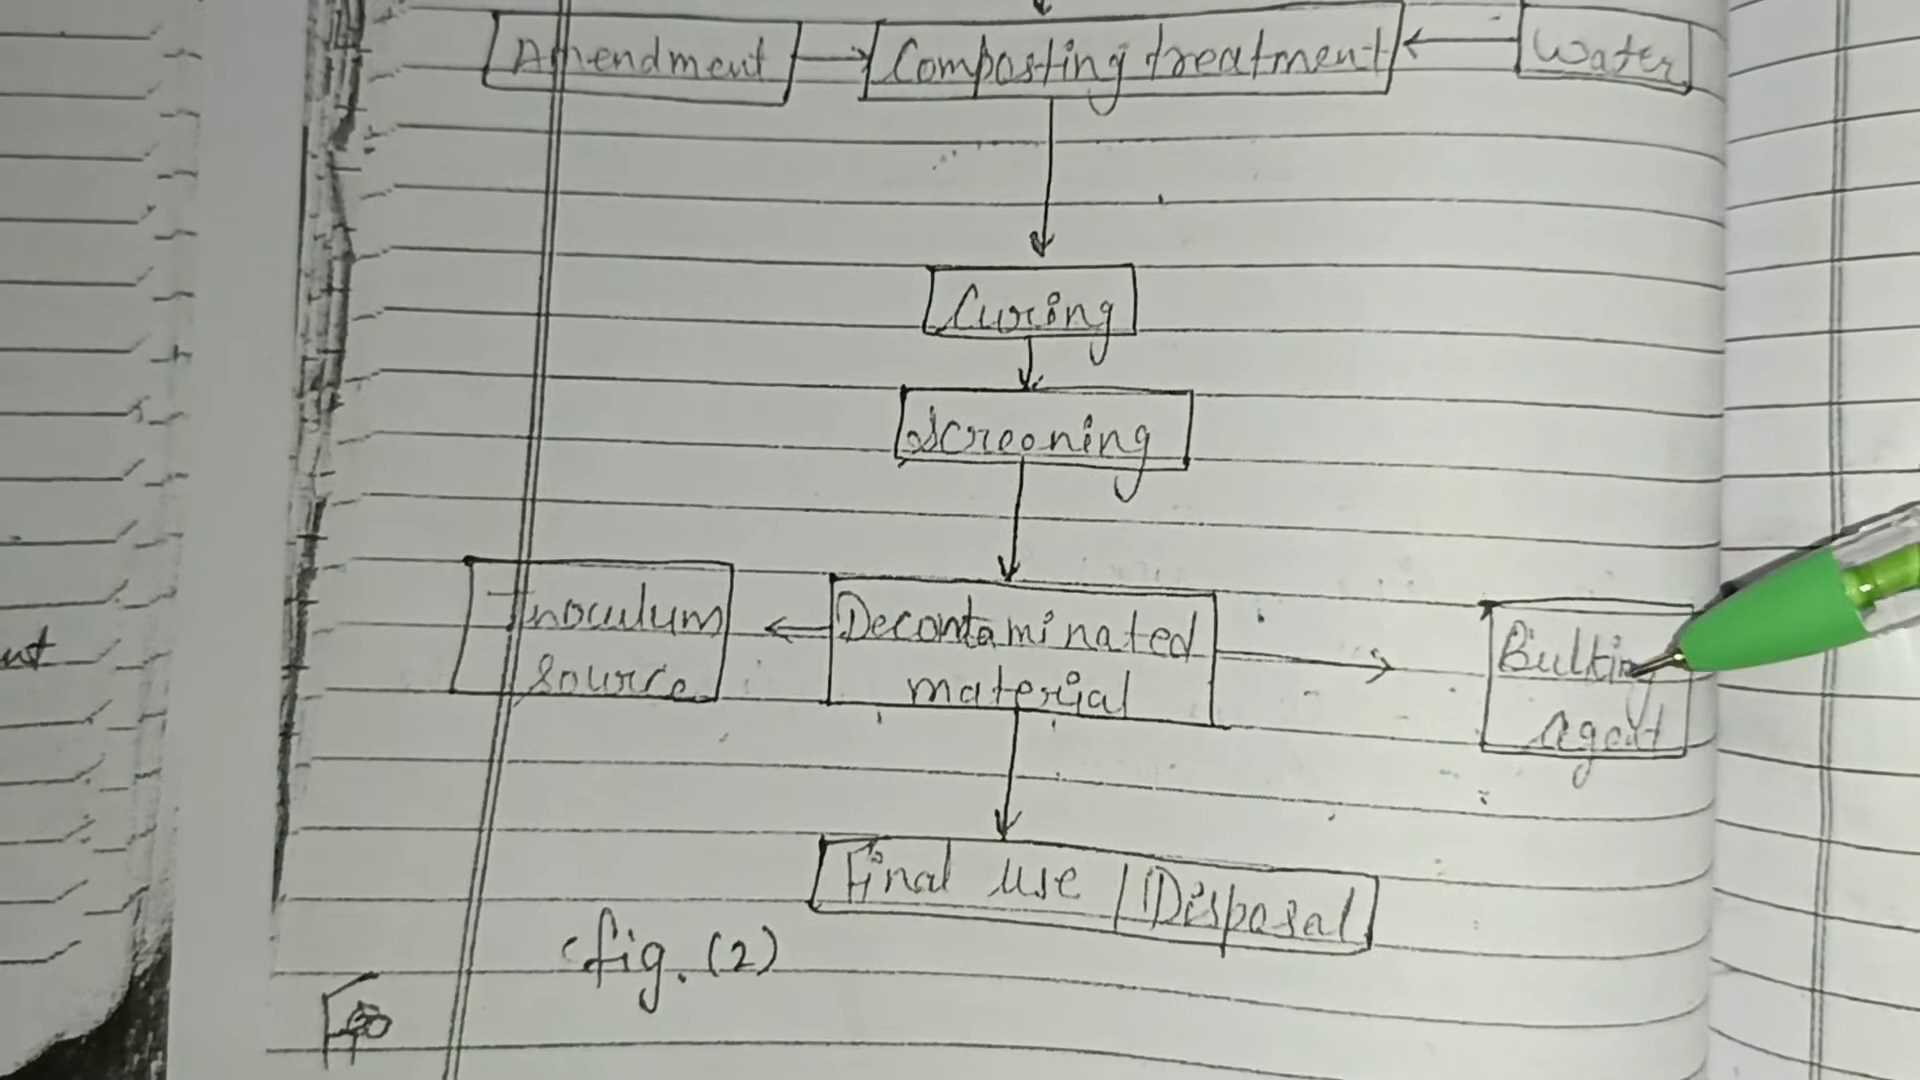 Amendment
Composting treatment
Water
Curing
Screening
Inoculum
source
Decontaminated
material
Bulking
Agent
Final use / Disposal
fig. (2)